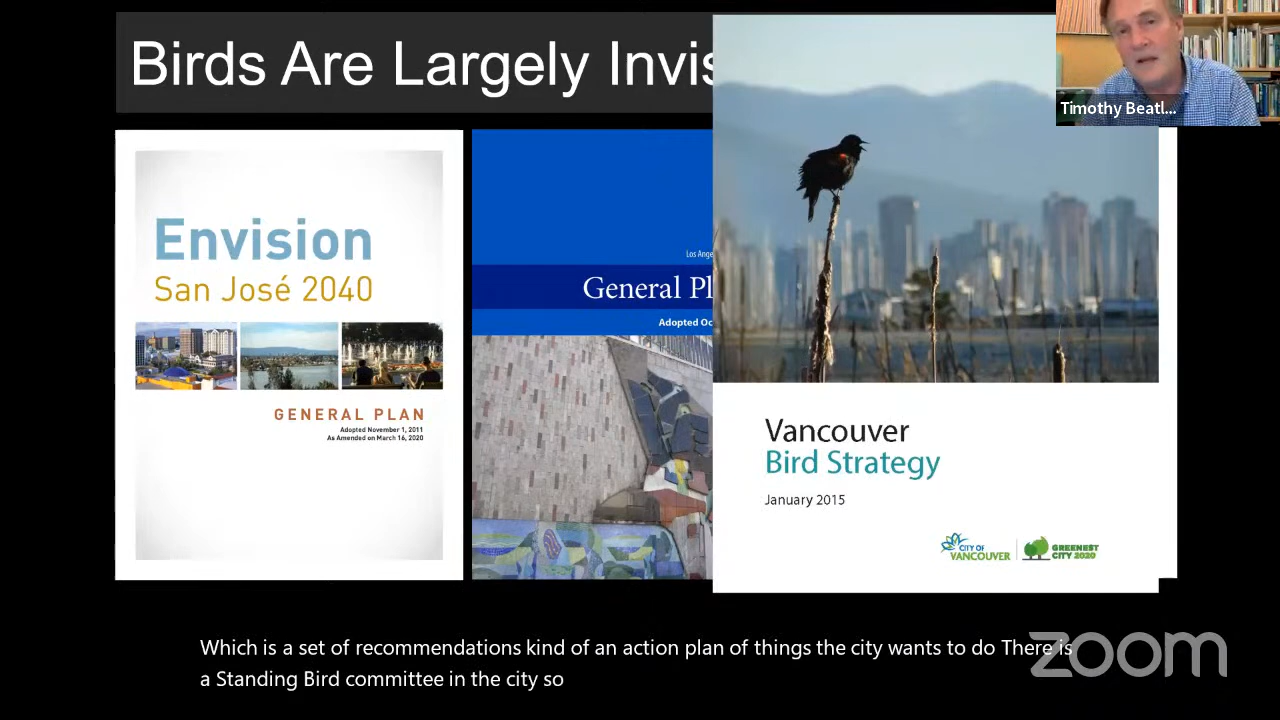 Birds Are Largely Invis
Timothy Beatl...
Envision
San José 2040
GENERAL PLAN
Adopted November 1, 2011
As Amended on March 16, 2020
Los Ange
General Pl
Adopted Oc
Vancouver
Bird Strategy
January 2015
CITY OF
VANCOUVER
GREENEST
CITY 2020
Which is a set of recommendations kind of an action plan of things the city wants to do There is
a Standing Bird committee in the city so
zoom